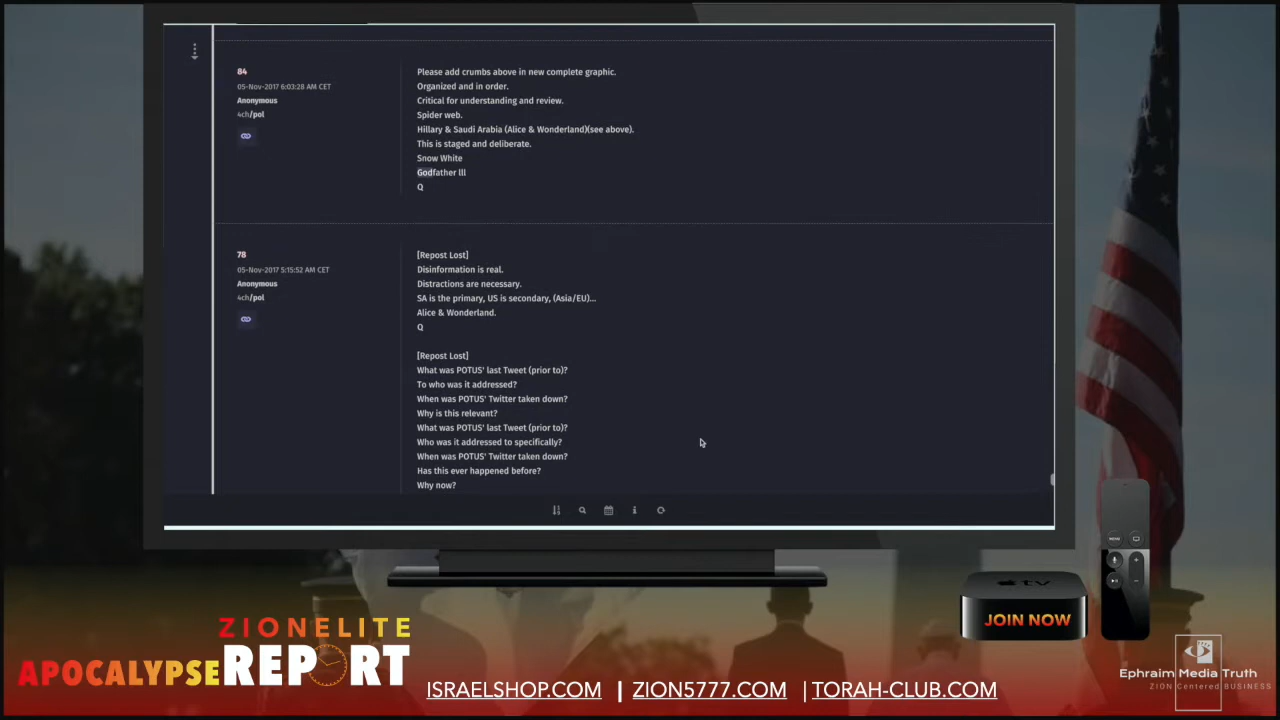 84
05-Nov-2017 6:03:28 AM CET
Anonymous
4ch/pol
Please add crumbs above in new complete graphic.
Organized and in order.
Critical for understanding and review.
Spider web.
Hillary & Saudi Arabia (Alice & Wonderland)(see above).
This is staged and deliberate.
Snow White
Godfather lll
Q
78
05-Nov-2017 5:15:52 AM CET
Anonymous
4ch/pol
[Repost Lost]
Disinformation is real.
Distractions are necessary.
SA is the primary, US is secondary, (Asia/EU)...
Alice & Wonderland.
Q
[Repost Lost]
What was POTUS' last Tweet (prior to)?
To who was it addressed?
When was POTUS' Twitter taken down?
Why is this relevant?
What was POTUS' last Tweet (prior to)?
Who was it addressed to specifically?
When was POTUS' Twitter taken down?
Has this ever happened before?
Why now?
MENU
tv
JOIN NOW
ZIONELITE
APOCALYPSE REPORT
ISRAELSHOP.COM | ZION5777.COM | TORAH-CLUB.COM
Ephraim Media Truth
ZION Centered BUSINESS